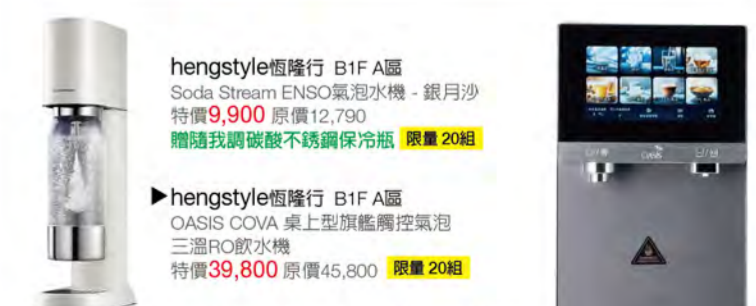 hengstyle恆隆行 B1F A區
Soda Stream ENSO氣泡水機 - 銀月沙
特價9,900 原價12,790
贈隨我調碳酸不銹鋼保冷瓶 限量 20組
▶hengstyle恆隆行 B1F A區
OASIS COVA 桌上型旗艦觸控氣泡
三溫RO飲水機
特價39,800 原價45,800 限量 20組
OASIS